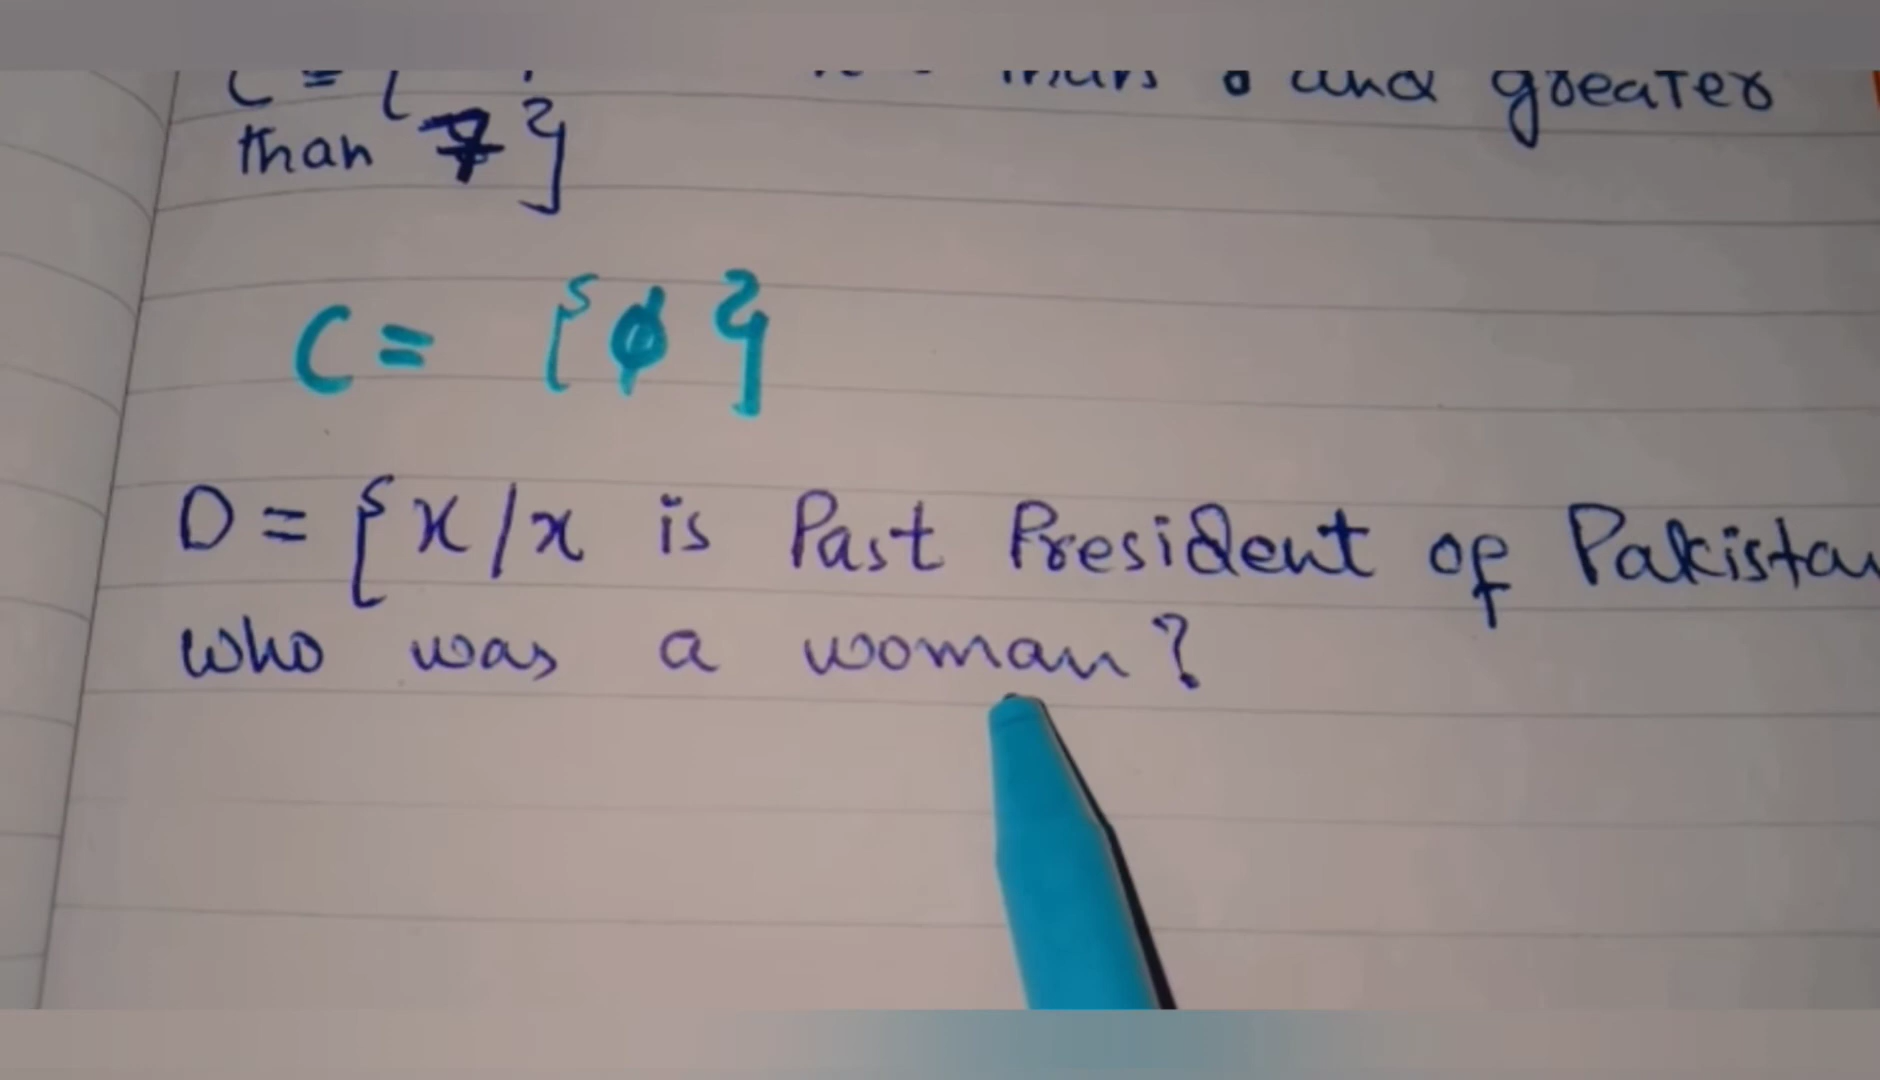 C = {
and greater
than 7}
C = {ϕ}
D = {x/x is Past President of Pakistan
who was a woman?